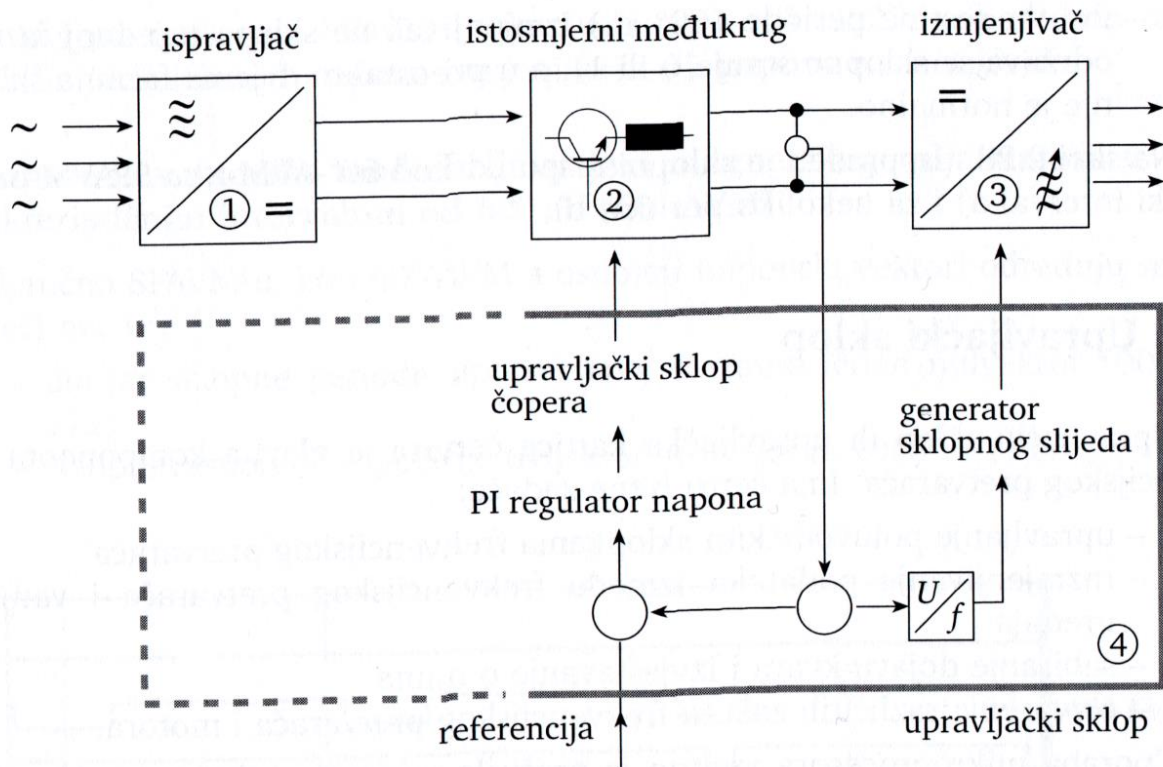 ispravljač
istosmjerni međukrug
izmjenjivač
~
~
~
≈
1 =
2
=
3
≈
upravljački sklop
čopera
generator
sklopnog slijeda
PI regulator napona
U
f
4
referencija
upravljački sklop